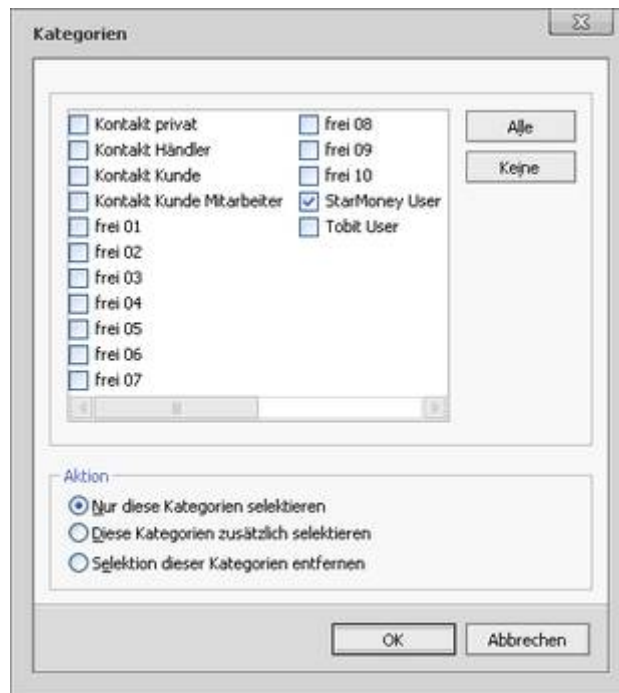 Kategorien
Kontakt privat
Kontakt Händler
Kontakt Kunde
Kontakt Kunde Mitarbeiter
frei 01
frei 02
frei 03
frei 04
frei 05
frei 06
frei 07
frei 08
frei 09
frei 10
StarMoney User
Tobit User
Alle
Keine
Aktion
Nur diese Kategorien selektieren
Diese Kategorien zusätzlich selektieren
Selektion dieser Kategorien entfernen
OK
Abbrechen